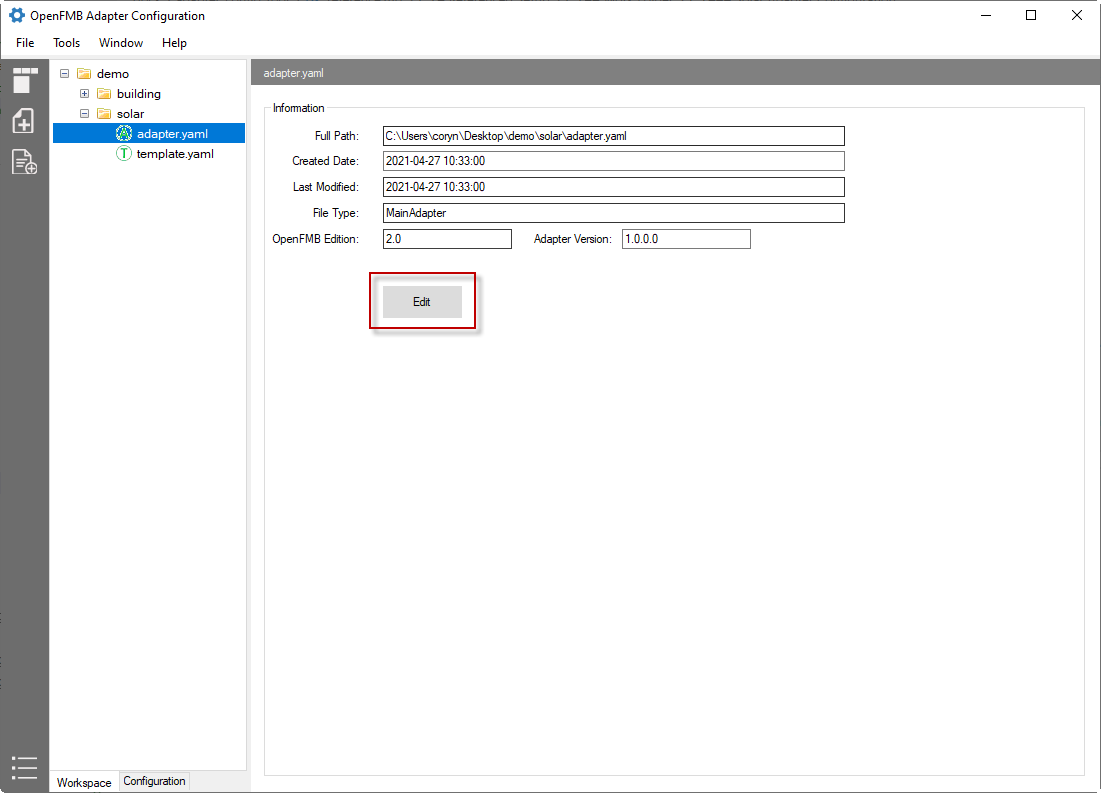 OpenFMB Adapter Configuration
File Tools Window Help
demo
building
solar
adapter.yaml
template.yaml
Workspace Configuration
adapter.yaml
Information
Full Path: C:\Users\coryn\Desktop\demo\solar\adapter.yaml
Created Date: 2021-04-27 10:33:00
Last Modified: 2021-04-27 10:33:00
File Type: MainAdapter
OpenFMB Edition: 2.0 Adapter Version: 1.0.0.0
Edit